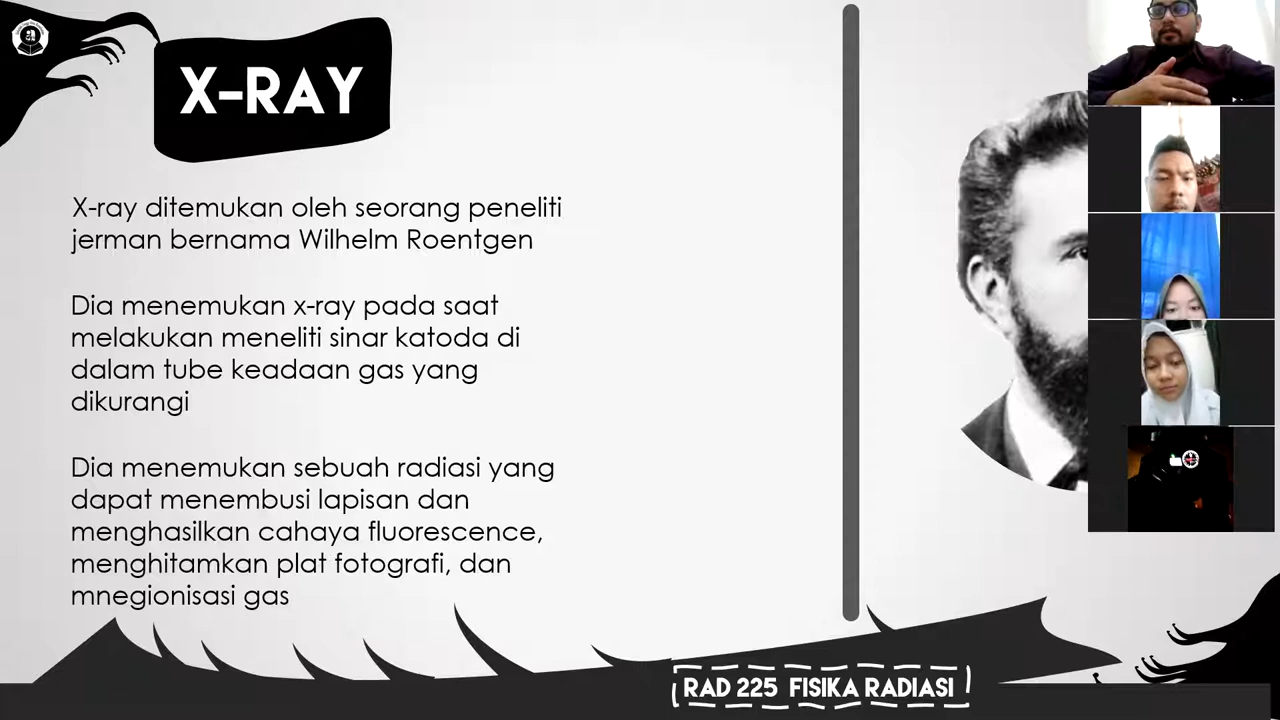 X-RAY
X-ray ditemukan oleh seorang peneliti
jerman bernama Wilhelm Roentgen
Dia menemukan x-ray pada saat
melakukan meneliti sinar katoda di
dalam tube keadaan gas yang
dikurangi
Dia menemukan sebuah radiasi yang
dapat menembusi lapisan dan
menghasilkan cahaya fluorescence,
menghitamkan plat fotografi, dan
mnegionisasi gas
RAD 225 FISIKA RADIASI